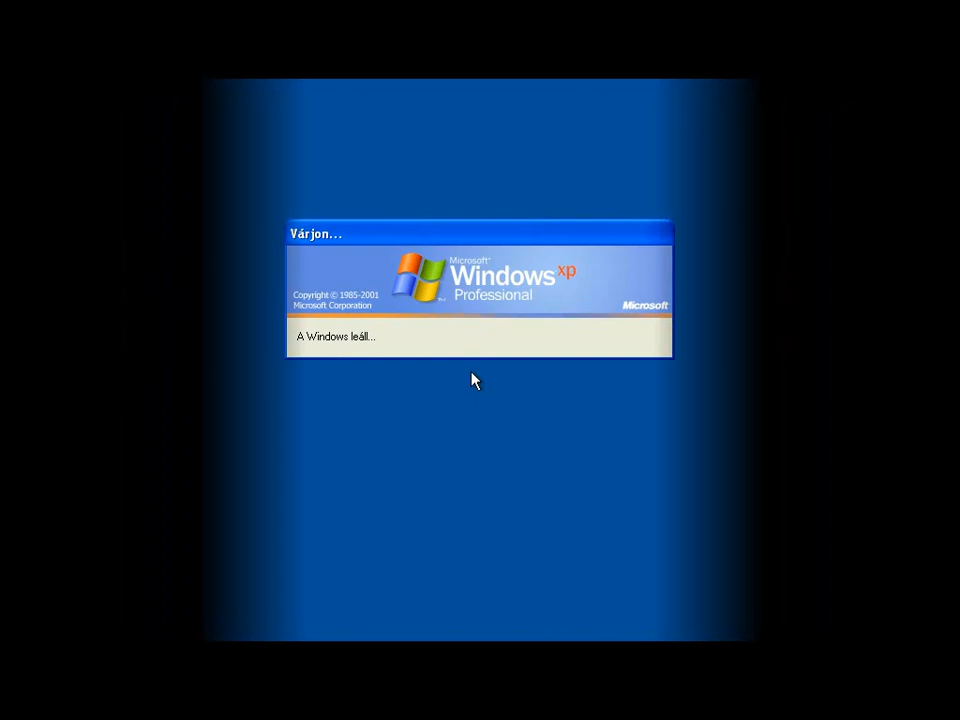 Várjon...
Microsoft®
Windows xp
Professional
Copyright © 1985-2001
Microsoft Corporation
Microsoft
A Windows leáll...